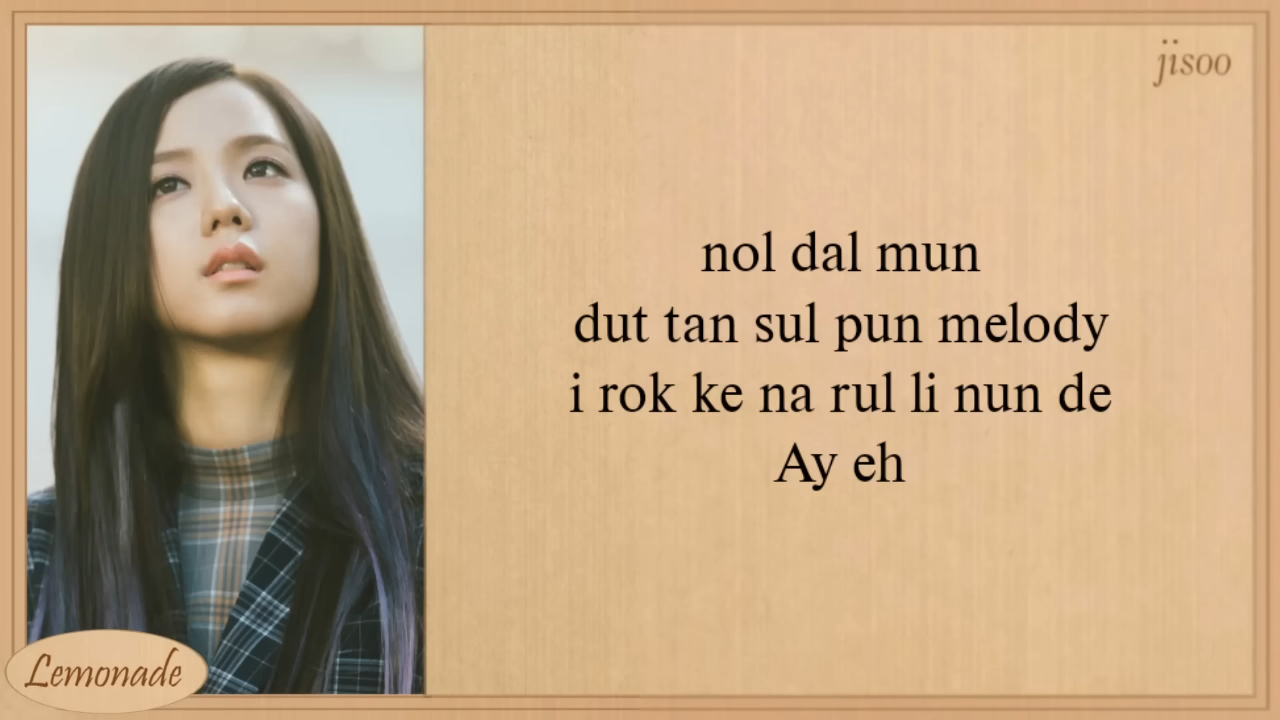 jisoo
nol dal mun
dut tan sul pun melody
i rok ke na rul li nun de
Ay eh
Lemonade